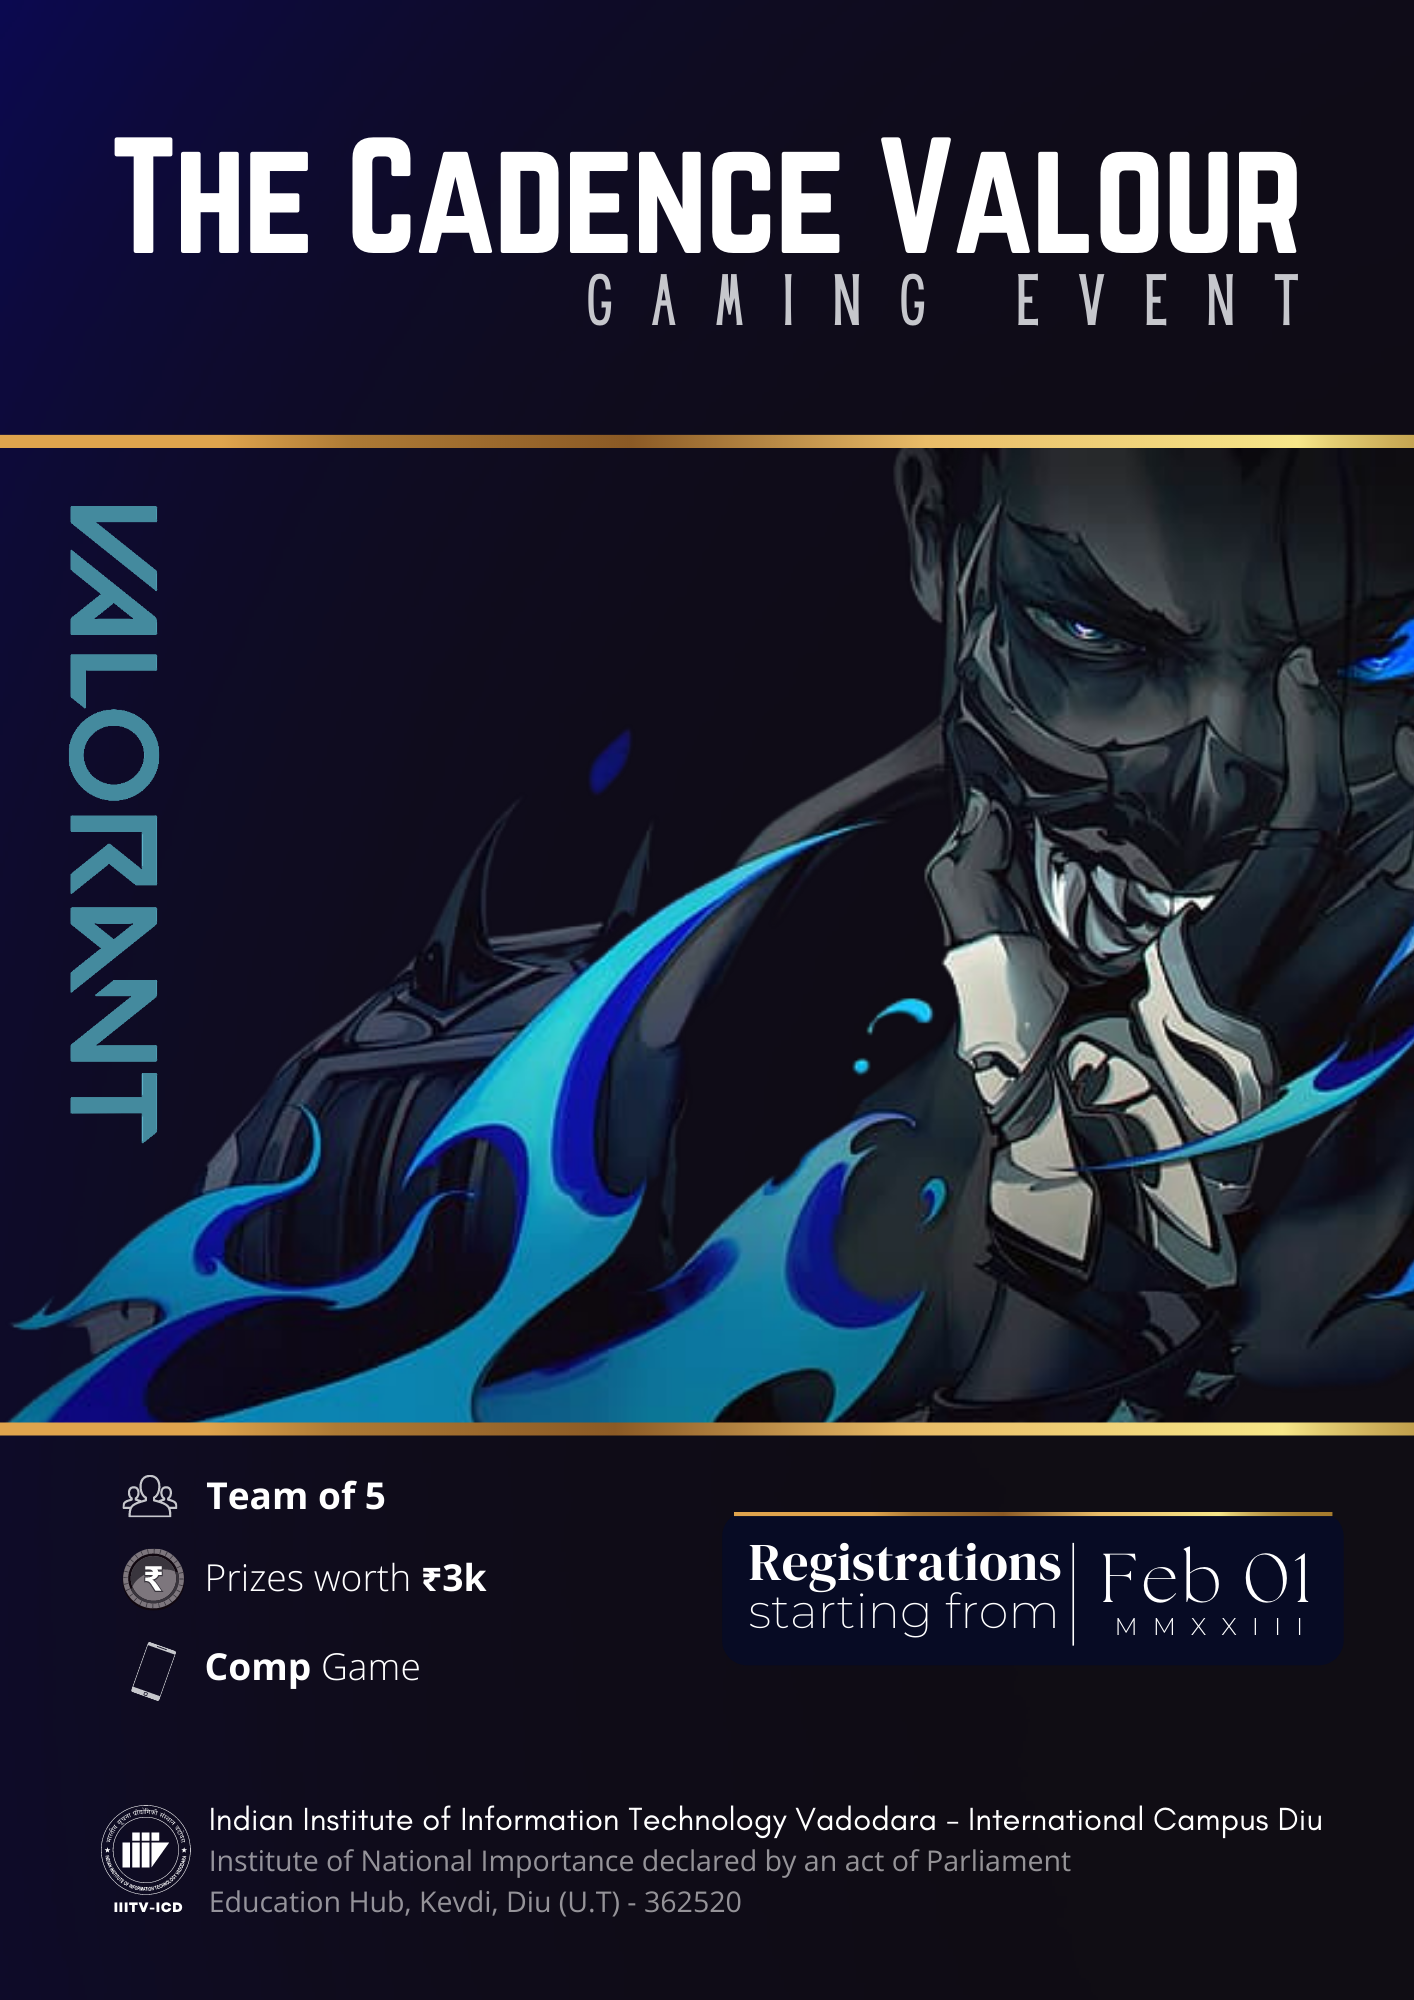 The Cadence Valour
GAMING EVENT
VALORANT
Team of 5
Prizes worth ₹3k
Comp Game
Registrations
starting from
Feb 01
MMXXIII
Indian Institute of Information Technology Vadodara - International Campus Diu
Institute of National Importance declared by an act of Parliament
Education Hub, Kevdi, Diu (U.T) - 362520
IIITV-ICD